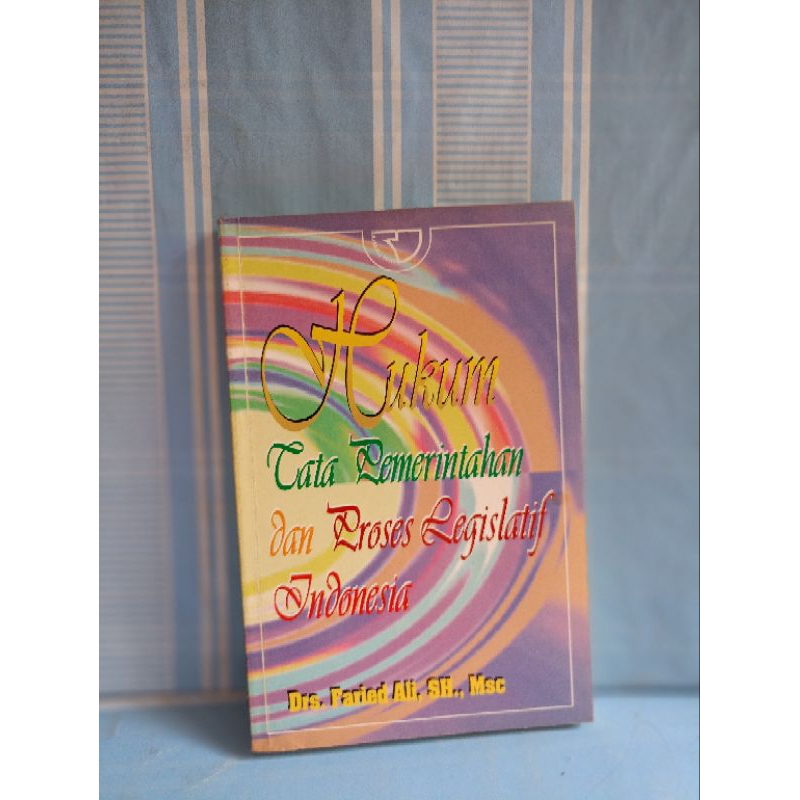 Hukum
Tata Pemerintahan
dan Proses Legislatif
Indonesia
Drs. Faried Ali, SH., Msc